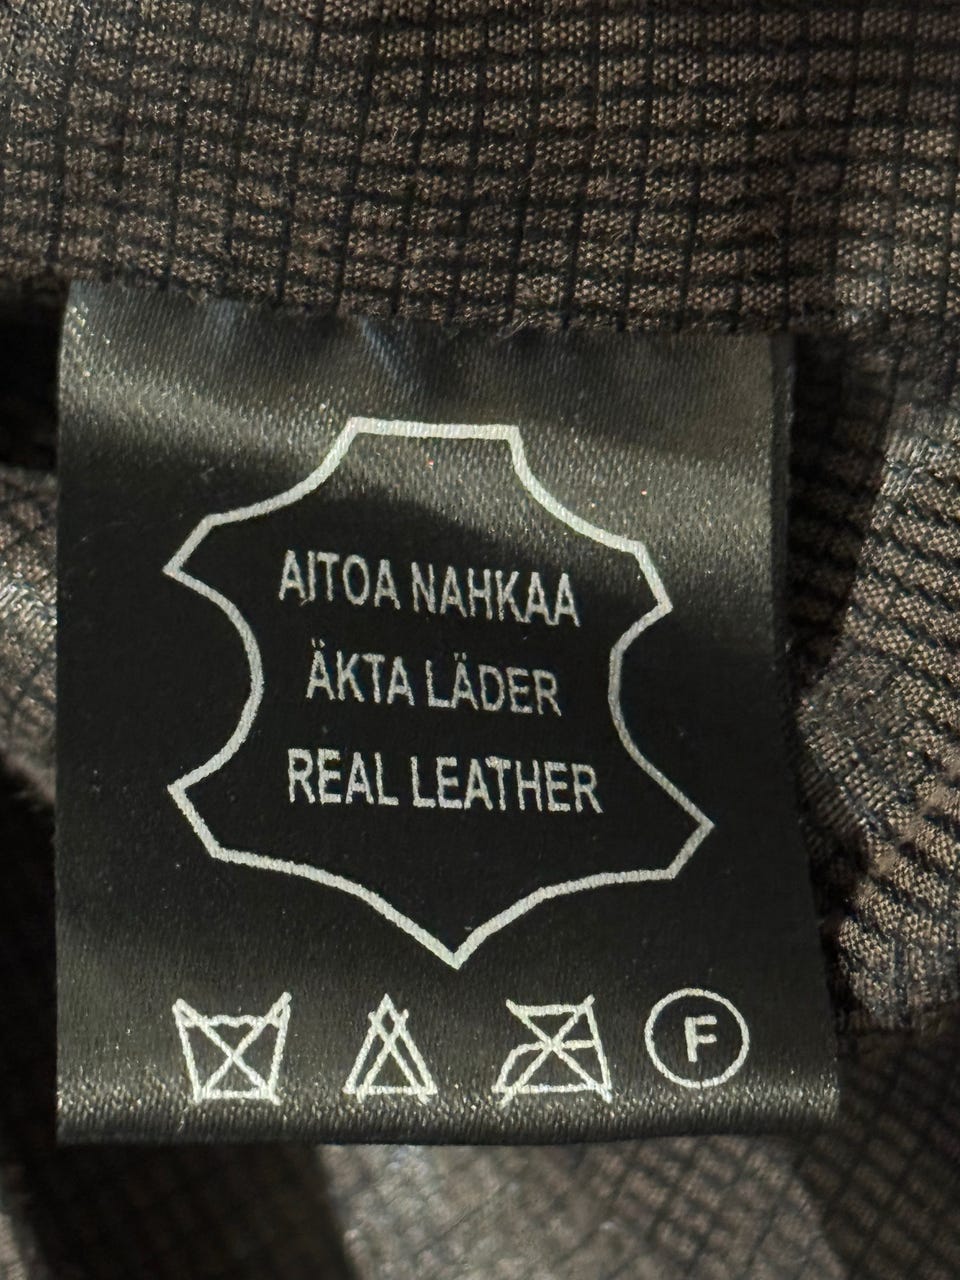 AITOA NAHKAA
ÄKTA LÄDER
REAL LEATHER
F